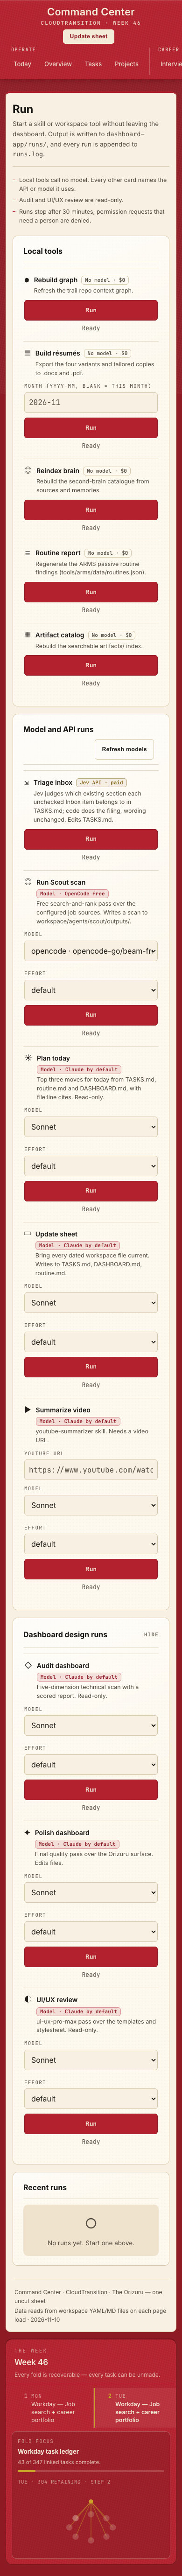 Command Center
CLOUDTRANSITION · WEEK 46
Update sheet
OPERATE
CAREER
Today Overview Tasks Projects Interview
Run
Start a skill or workspace tool without leaving the
dashboard. Output is written to dashboard-
app/runs/, and every run is appended to
runs.log.
– Local tools call no model. Every other card names the
API or model it uses.
– Audit and UI/UX review are read-only.
– Runs stop after 30 minutes; permission requests that
need a person are denied.
Local tools
Rebuild graph No model · $0
Refresh the trail repo context graph.
Run
Ready
Build résumés No model · $0
Export the four variants and tailored copies
to .docx and .pdf.
MONTH (YYYY-MM, BLANK = THIS MONTH)
2026-11
Run
Ready
Reindex brain No model · $0
Rebuild the second-brain catalogue from
sources and memories.
Run
Ready
Routine report No model · $0
Regenerate the ARMS passive routine
findings (tools/arms/data/routines.json).
Run
Ready
Artifact catalog No model · $0
Rebuild the searchable artifacts/ index.
Run
Ready
Model and API runs
Refresh models
Triage inbox Jev API · paid
Jev judges which existing section each
unchecked Inbox item belongs to in
TASKS.md; code does the filing, wording
unchanged. Edits TASKS.md.
Run
Ready
Run Scout scan
Model · OpenCode free
Free search-and-rank pass over the
configured job sources. Writes a scan to
workspace/agents/scout/outputs/.
MODEL
opencode · opencode-go/beam-fre
EFFORT
default
Run
Ready
Plan today
Model · Claude by default
Top three moves for today from TASKS.md,
routine.md and DASHBOARD.md, with
file:line cites. Read-only.
MODEL
Sonnet
EFFORT
default
Run
Ready
Update sheet
Model · Claude by default
Bring every dated workspace file current.
Writes to TASKS.md, DASHBOARD.md,
routine.md.
MODEL
Sonnet
EFFORT
default
Run
Ready
Summarize video
Model · Claude by default
youtube-summarizer skill. Needs a video
URL.
YOUTUBE URL
https://www.youtube.com/watc
MODEL
Sonnet
EFFORT
default
Run
Ready
Dashboard design runs HIDE
Audit dashboard
Model · Claude by default
Five-dimension technical scan with a
scored report. Read-only.
MODEL
Sonnet
EFFORT
default
Run
Ready
Polish dashboard
Model · Claude by default
Final quality pass over the Orizuru surface.
Edits files.
MODEL
Sonnet
EFFORT
default
Run
Ready
UI/UX review
Model · Claude by default
ui-ux-pro-max pass over the templates and
stylesheet. Read-only.
MODEL
Sonnet
EFFORT
default
Run
Ready
Recent runs
No runs yet. Start one above.
Command Center · CloudTransition · The Orizuru — one
uncut sheet
Data reads from workspace YAML/MD files on each page
load · 2026-11-10
THE WEEK
Week 46
Every fold is recoverable — every task can be unmade.
1 MON
Workday — Job
search + career
portfolio
2 TUE
Workday — Job
search + career
portfolio
FOLD FOCUS
Workday task ledger
43 of 347 linked tasks complete.
TUE · 304 REMAINING · STEP 2